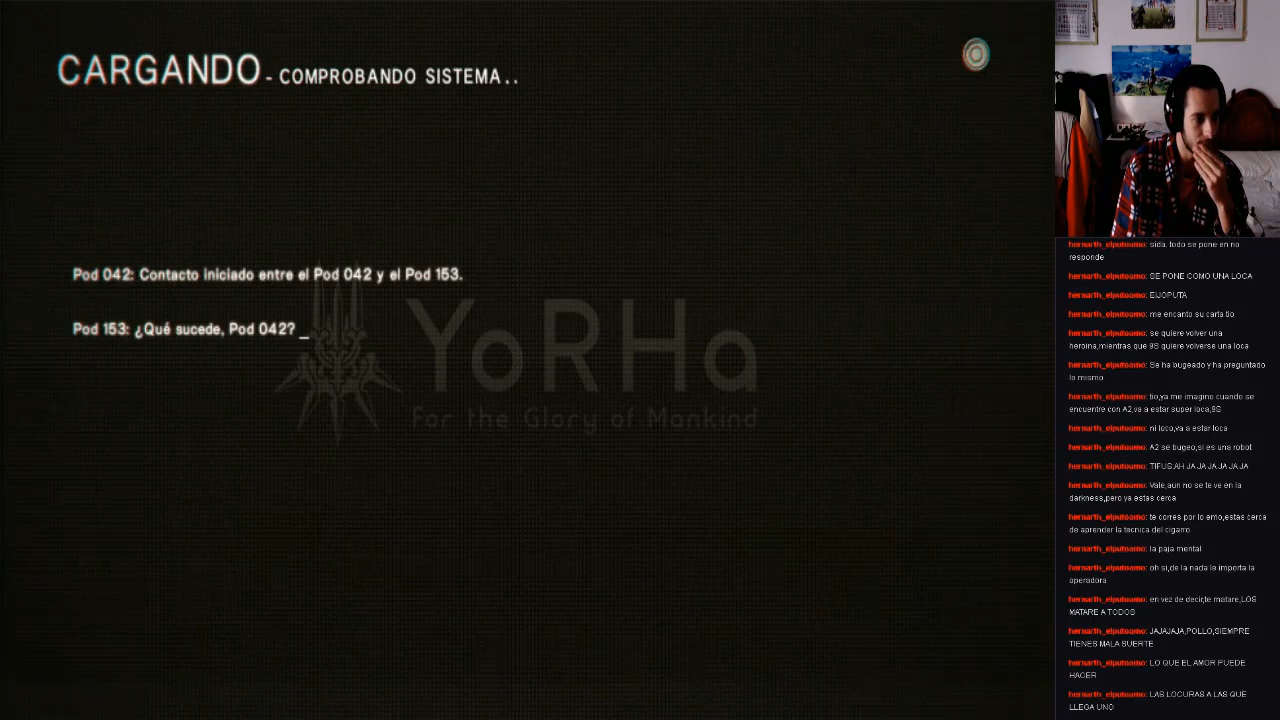 CARGANDO - COMPROBANDO SISTEMA..
Pod 042: Contacto iniciado entre el Pod 042 y el Pod 153.
Pod 153: ¿Qué sucede, Pod 042? _
YoRHa
For the Glory of Mankind
hernarth_elputoamo: sida. todo se pone en no
responde
hernarth_elputoamo: SE PONE COMO UNA LOCA
hernarth_elputoamo: EIJOPUTA
hernarth_elputoamo: me encanto su carta tio
hernarth_elputoamo: se quiere volver una
heroina,mientras que 9S quiere volverse una loca
hernarth_elputoamo: Se ha bugeado y ha preguntado
lo mismo
hernarth_elputoamo: tio,ya me imagino cuando se
encuentre con A2,va a estar super loca,9S
hernarth_elputoamo: ni loco,va a estar loca
hernarth_elputoamo: A2 se bugeo,si es una robot
hernarth_elputoamo: TIFUS:AH JA JA JA JA JA JA
hernarth_elputoamo: Vale,aun no se te ve en la
darkness,pero ya estas cerca
hernarth_elputoamo: te corres por lo emo,estas cerca
de aprender la tecnica del cigarro
hernarth_elputoamo: la paja mental
hernarth_elputoamo: oh si,de la nada le importa la
operadora
hernarth_elputoamo: en vez de decir,te matare,LOS
MATARE A TODOS
hernarth_elputoamo: JAJAJAJA,POLLO,SIEMPRE
TIENES MALA SUERTE
hernarth_elputoamo: LO QUE EL AMOR PUEDE
HACER
hernarth_elputoamo: LAS LOCURAS A LAS QUE
LLEGA UNO